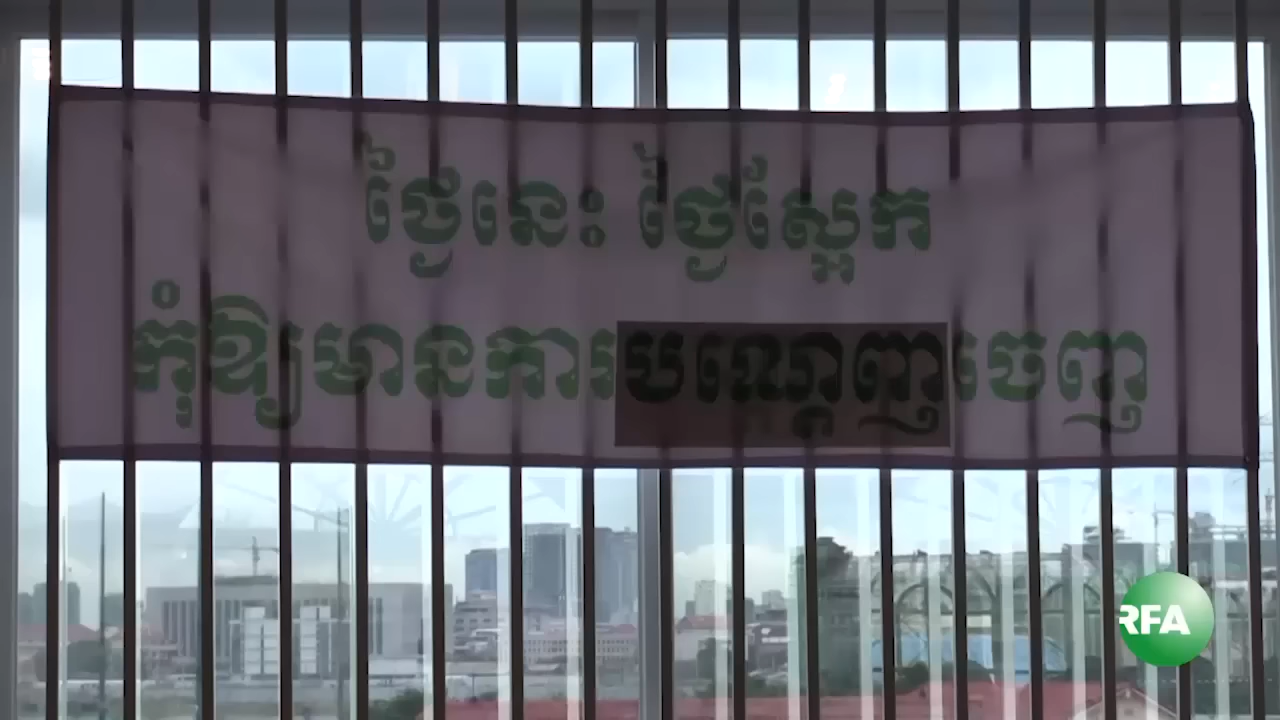 ថ្ងៃនេះ ថ្ងៃស្អែក
កុំឱ្យមានការបណ្ដេញចេញ
RFA